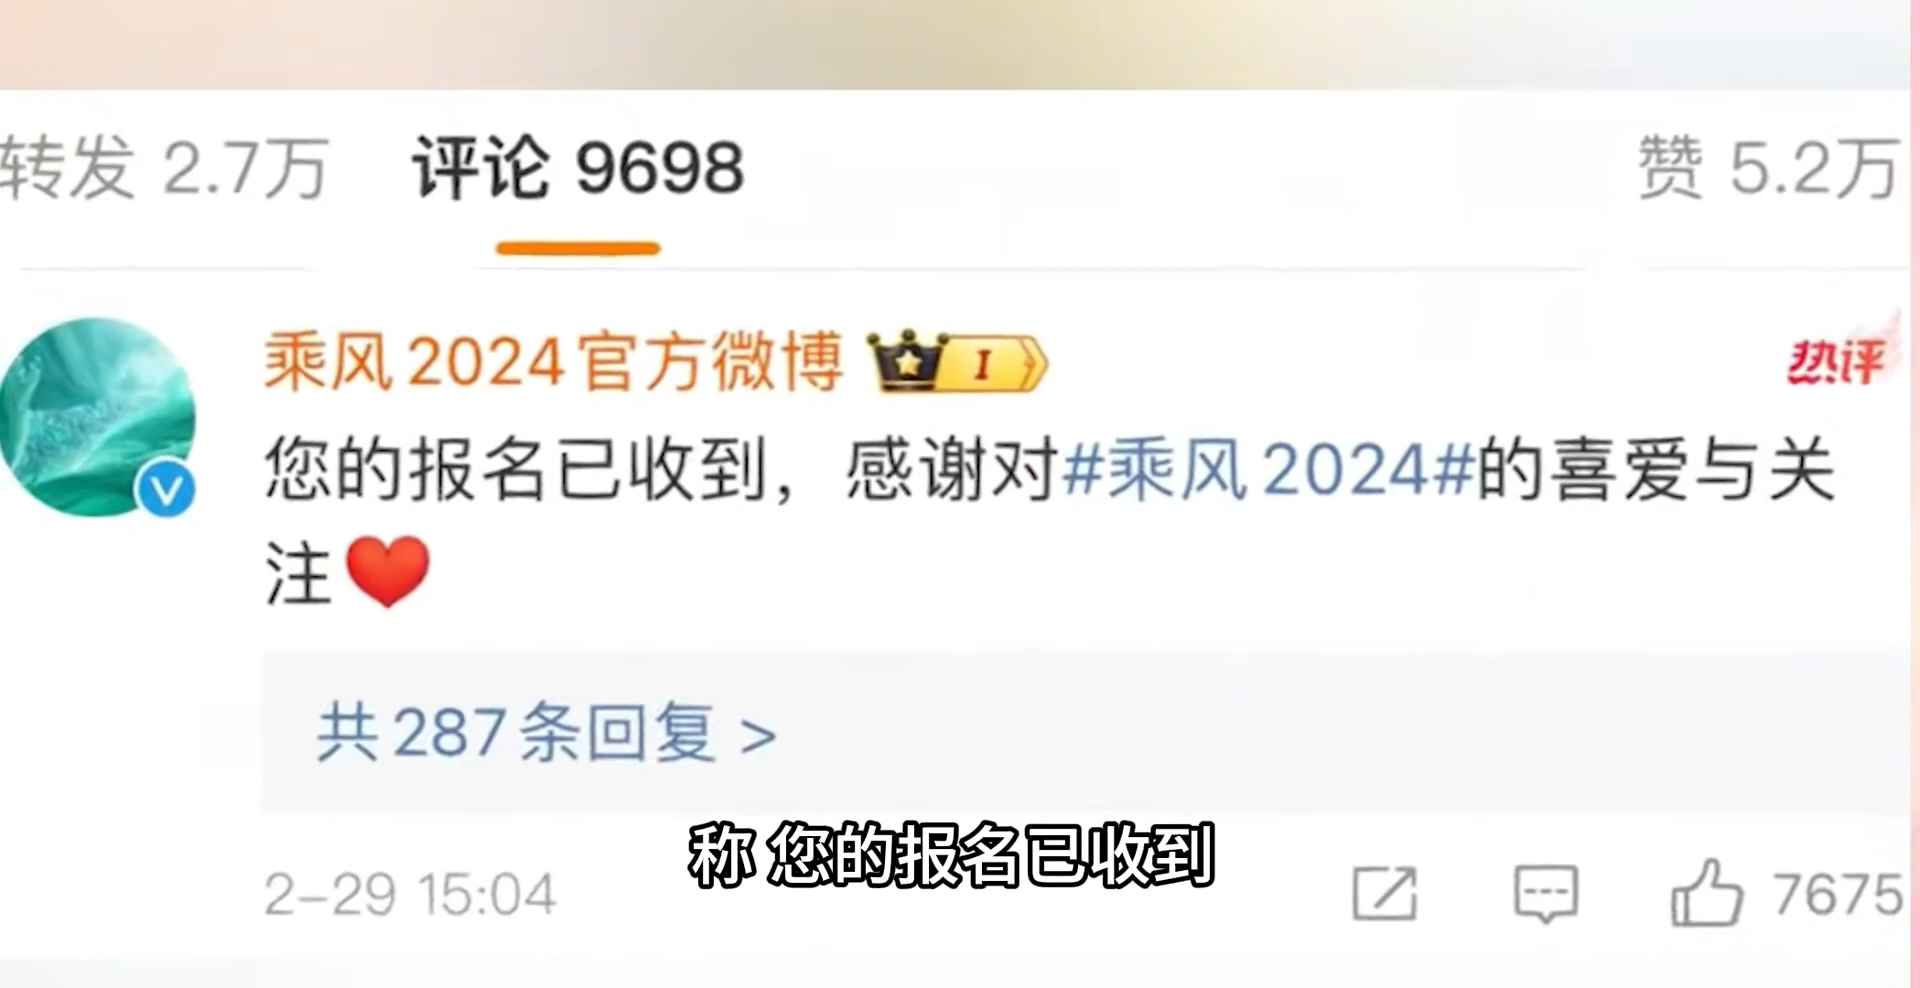 转发 2.7万 评论 9698 赞 5.2万
乘风2024官方微博 I 热评
您的报名已收到，感谢对#乘风2024#的喜爱与关
注❤️
共287条回复 >
称 您的报名已收到
2-29 15:04 7675